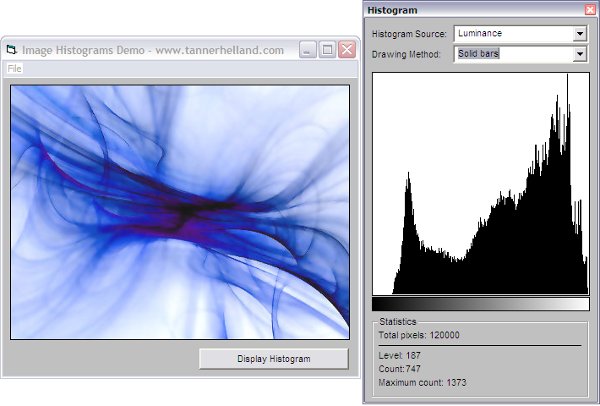 Image Histograms Demo - www.tannerhelland.com
File
Display Histogram
Histogram
Histogram Source: Luminance
Drawing Method: Solid bars
Statistics
Total pixels: 120000
Level: 187
Count:747
Maximum count: 1373